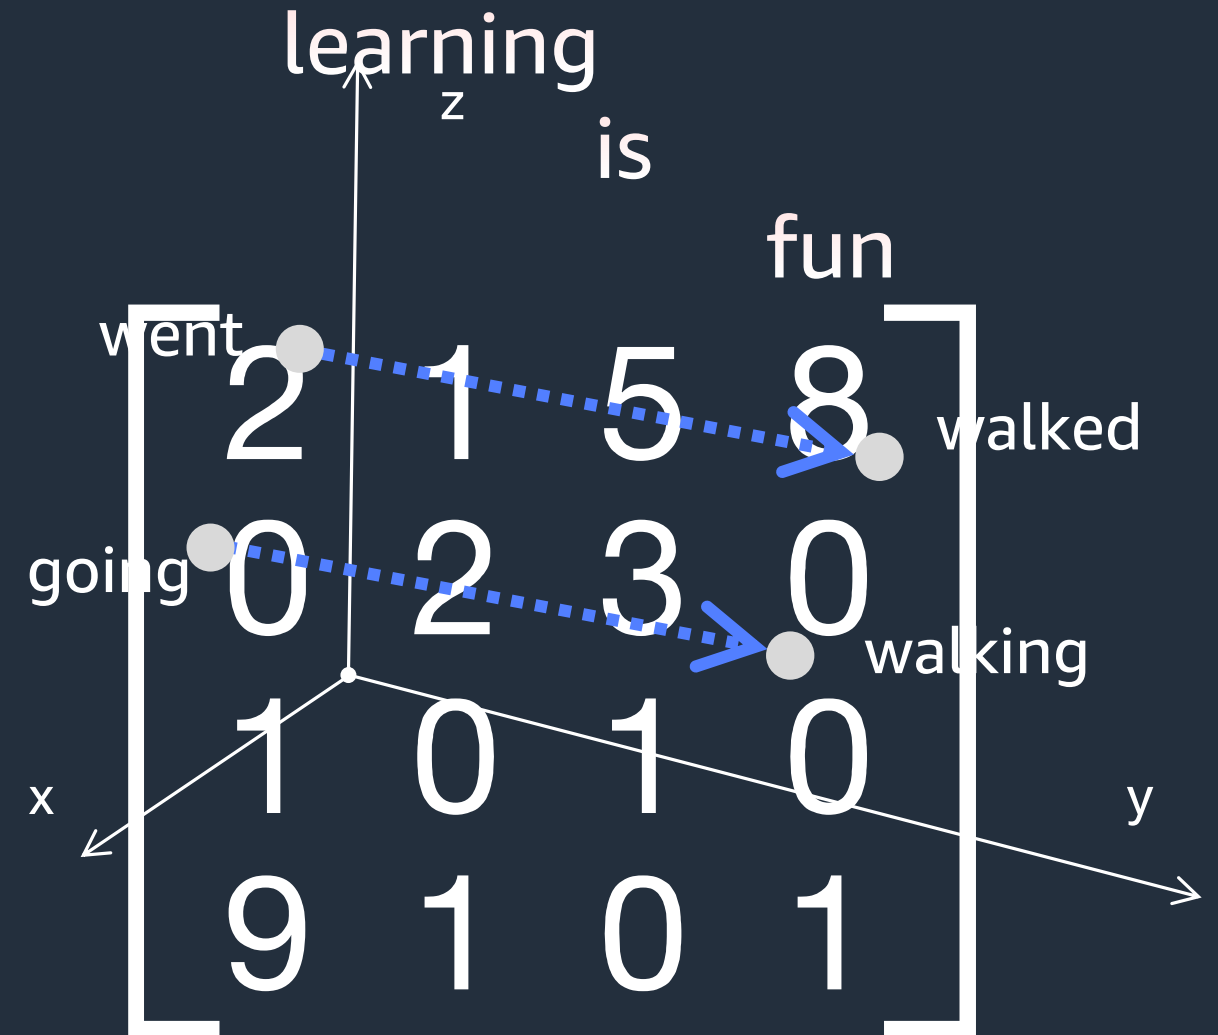 learning
z
is
fun
went
2 1 5 8
walked
going
0 2 3 0
walking
1 0 1 0
x
y
9 1 0 1